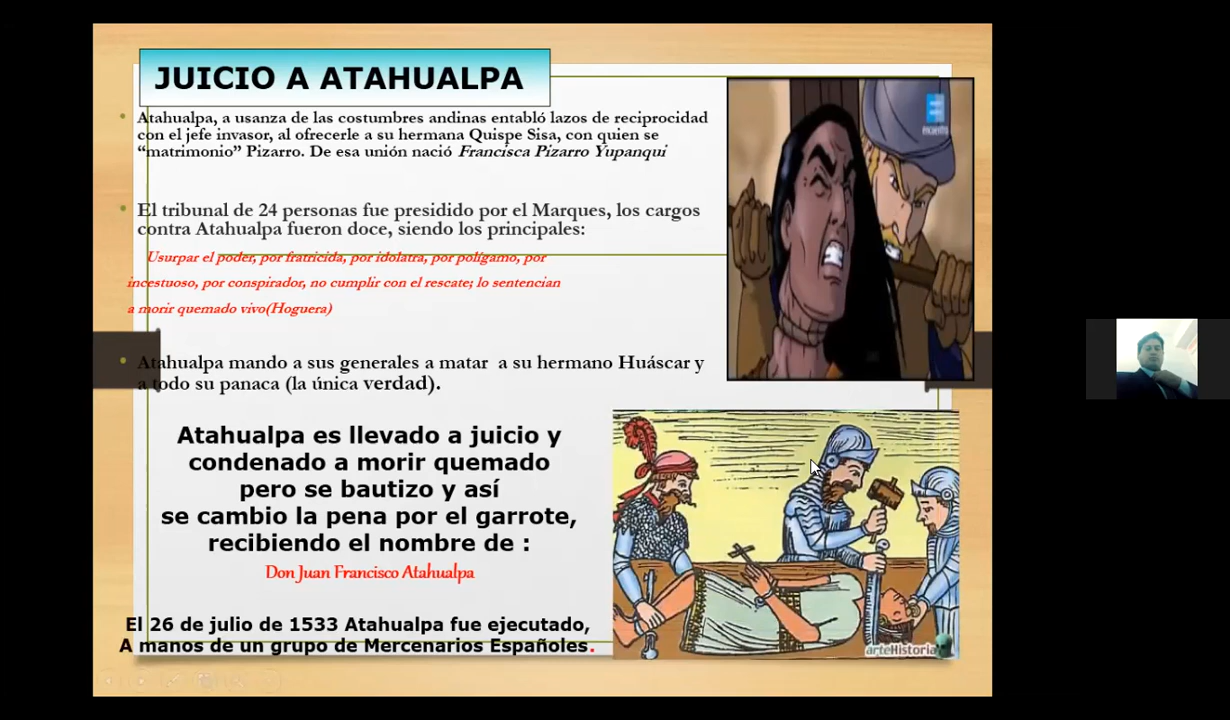 JUICIO A ATAHUALPA
Atahualpa, a usanza de las costumbres andinas entabló lazos de reciprocidad
con el jefe invasor, al ofrecerle a su hermana Quispe Sisa, con quien se
“matrimonio” Pizarro. De esa unión nació Francisca Pizarro Yupanqui
El tribunal de 24 personas fue presidido por el Marques, los cargos
contra Atahualpa fueron doce, siendo los principales:
Usurpar el poder, por fratricida, por idolatra, por polígamo, por
incestuoso, por conspirador, no cumplir con el rescate; lo sentencian
a morir quemado vivo(Hoguera)
Atahualpa mando a sus generales a matar a su hermano Huáscar y
a todo su panaca (la única verdad).
Atahualpa es llevado a juicio y
condenado a morir quemado
pero se bautizo y así
se cambio la pena por el garrote,
recibiendo el nombre de :
Don Juan Francisco Atahualpa
El 26 de julio de 1533 Atahualpa fue ejecutado,
A manos de un grupo de Mercenarios Españoles.
encuentro
arteHistoria